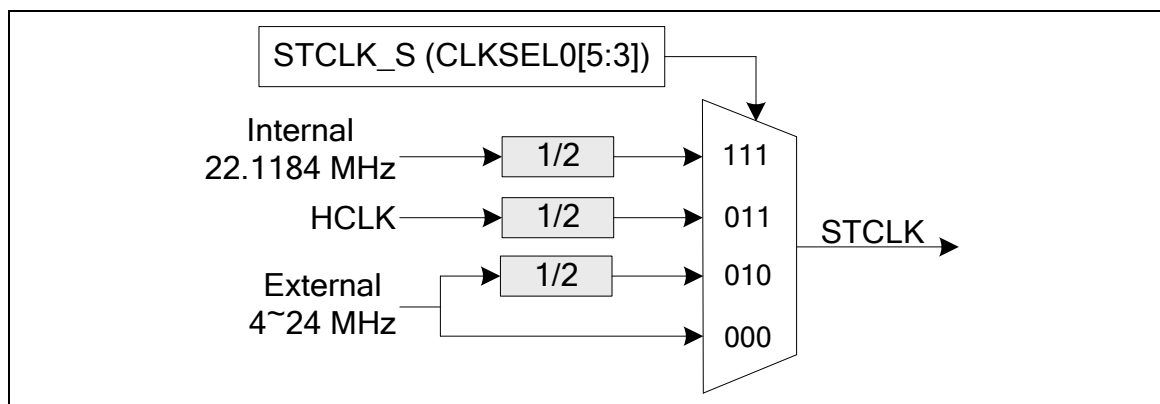 STCLK_S (CLKSEL0[5:3])
Internal
22.1184 MHz
1/2
111
HCLK
1/2
011
STCLK
1/2
010
External
4~24 MHz
000